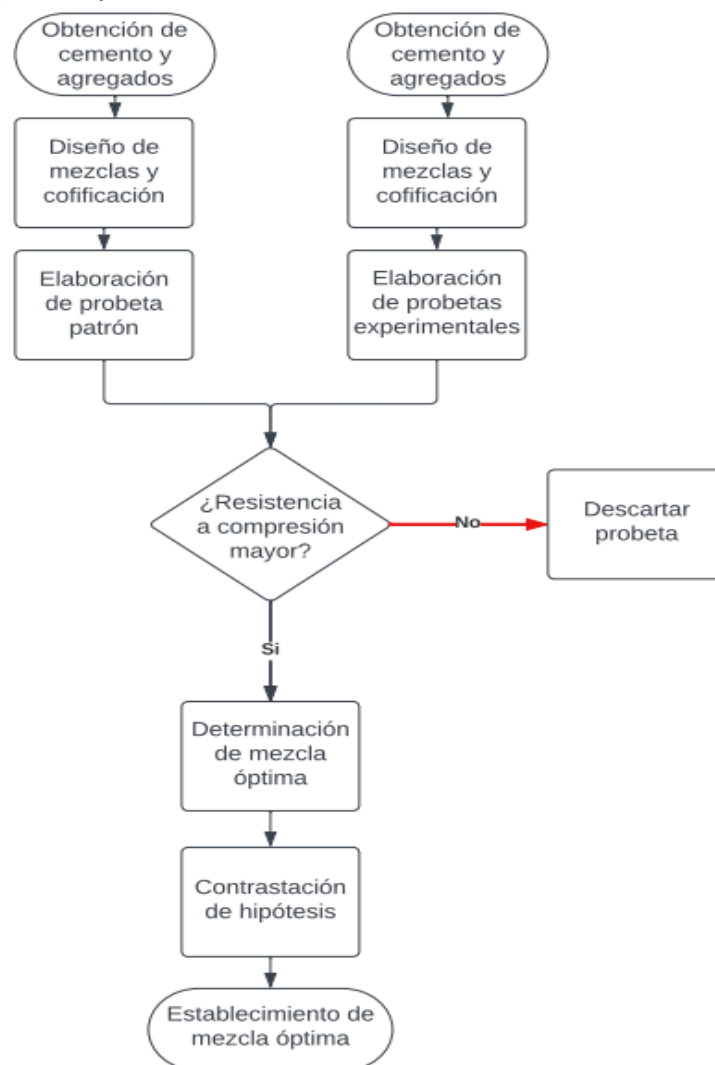 Obtención de
cemento y
agregados
Obtención de
cemento y
agregados
Diseño de
mezclas y
cofificación
Diseño de
mezclas y
cofificación
Elaboración
de probeta
patrón
Elaboración
de probetas
experimentales
¿Resistencia
a compresión
mayor?
No
Descartar
probeta
Si
Determinación
de mezcla
óptima
Contrastación
de hipótesis
Establecimiento de
mezcla óptima